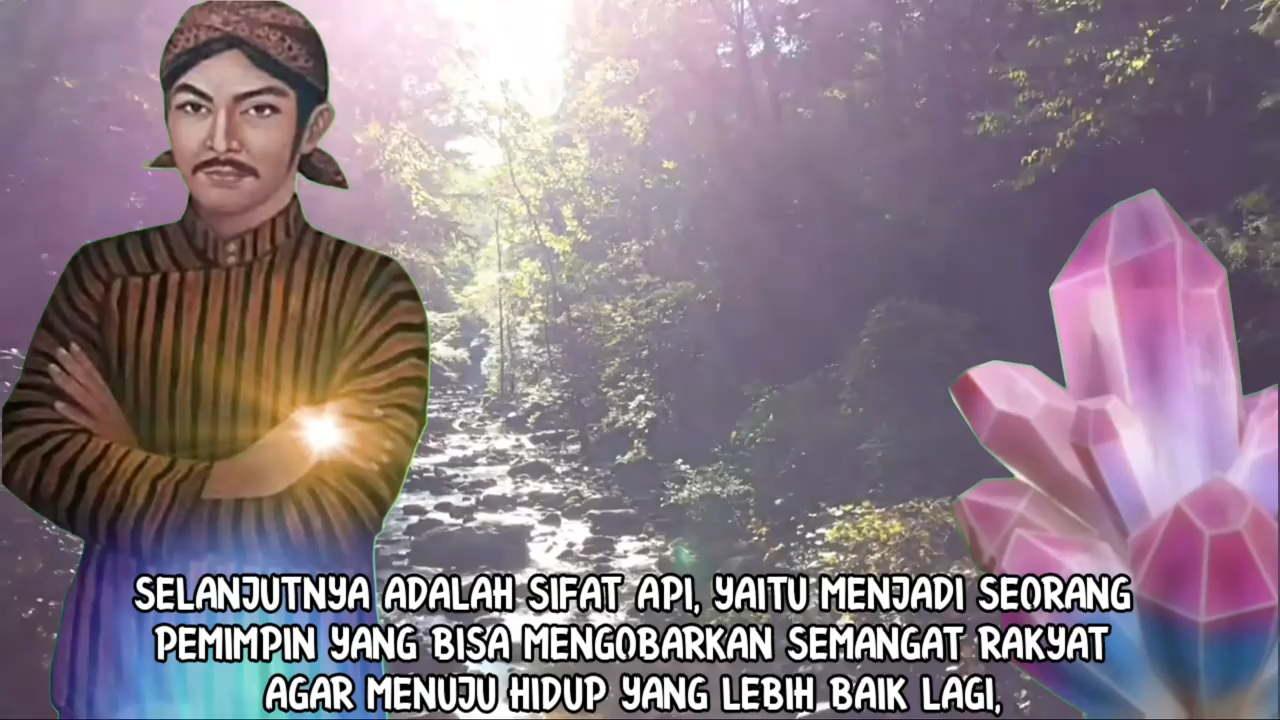 SELANJUTNYA ADALAH SIFAT API, YAITU MENJADI SEORANG
PEMIMPIN YANG BISA MENGOBARKAN SEMANGAT RAKYAT
AGAR MENUJU HIDUP YANG LEBIH BAIK LAGI,